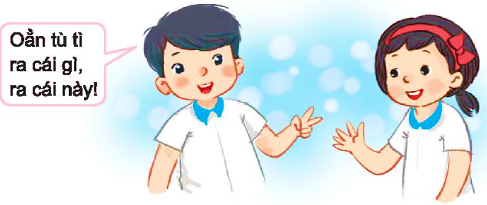 Oẳn tù tì
ra cái gì,
ra cái này!